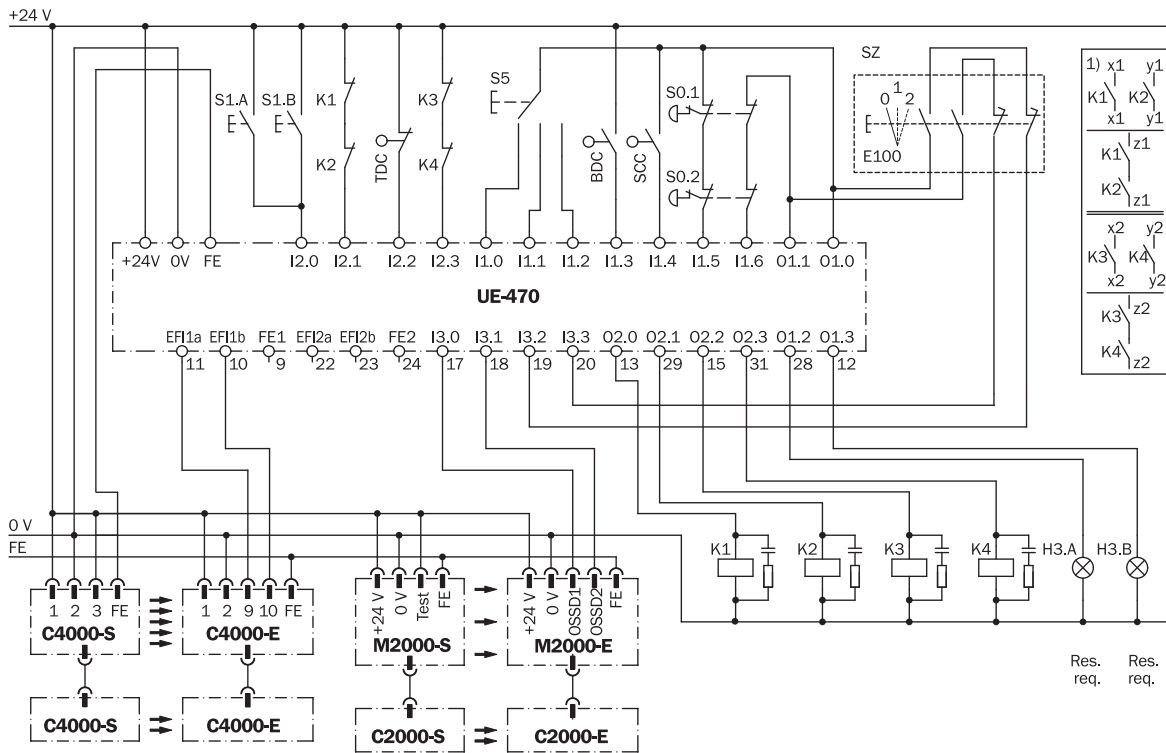 +24 V
SZ
S5
1) x1 y1
S1.A S1.B K1 K3 S0.1 0 1 2 K1 K2
x1 y1
E100
TDC BDC SCC
K1 z1
K2 K4 S0.2 K2 z1
x2 y2
+24V 0V FE I2.0 I2.1 I2.2 I2.3 I1.0 I1.1 I1.2 I1.3 I1.4 I1.5 I1.6 O1.1 O1.0
K3 K4
x2 y2
UE-470
K3 z2
EFI1a EFI1b FE1 EFI2a EFI2b FE2 I3.0 I3.1 I3.2 I3.3 O2.0 O2.1 O2.2 O2.3 O1.2 O1.3
K4 z2
11 10 9 22 23 24 17 18 19 20 13 29 15 31 28 12
0 V
FE
K1 K2 K3 K4 H3.A H3.B
1 2 3 FE 1 2 9 10 FE +24 V 0 V Test FE +24 V 0 V OSSD1 OSSD2 FE
C4000-S C4000-E M2000-S M2000-E
Res. req. Res. req.
C4000-S C4000-E C2000-S C2000-E